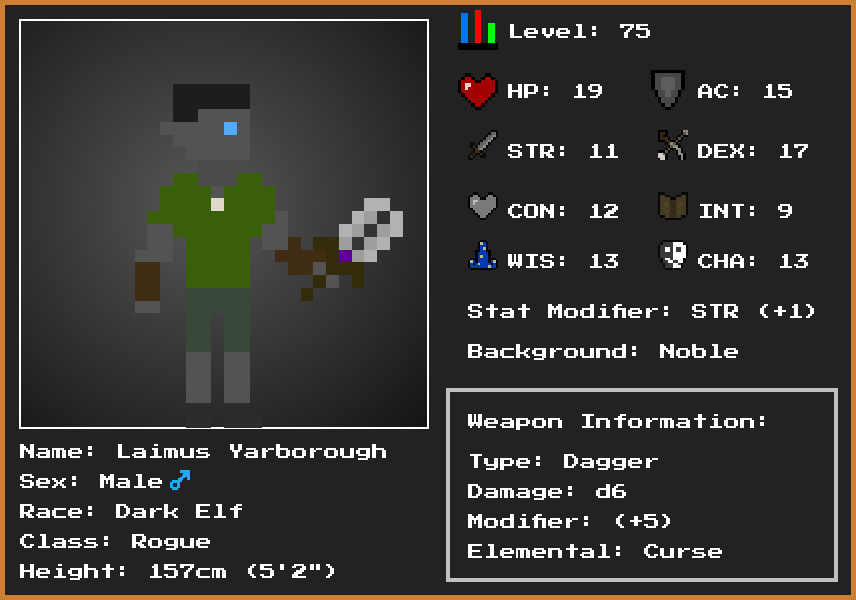 Level: 75
HP: 19 AC: 15
STR: 11 DEX: 17
CON: 12 INT: 9
WIS: 13 CHA: 13
Stat Modifier: STR (+1)
Background: Noble
Weapon Information:
Type: Dagger
Damage: d6
Modifier: (+5)
Elemental: Curse
Name: Laimus Yarborough
Sex: Male♂
Race: Dark Elf
Class: Rogue
Height: 157cm (5'2")